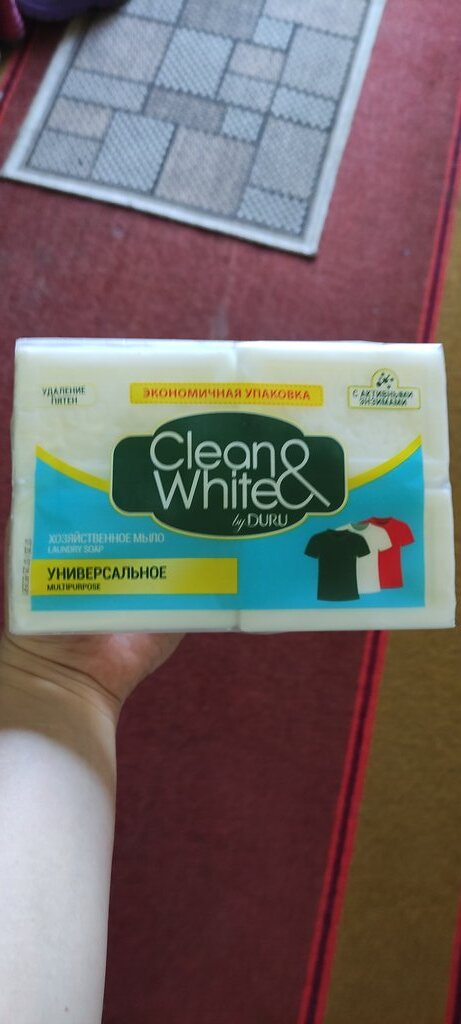 УДАЛЕНИЕ
ПЯТЕН
ЭКОНОМИЧНАЯ УПАКОВКА
С АКТИВНЫМИ
ЭНЗИМАМИ
Clean &
White
by DURU
ХОЗЯЙСТВЕННОЕ МЫЛО
LAUNDRY SOAP
УНИВЕРСАЛЬНОЕ
MULTIPURPOSE